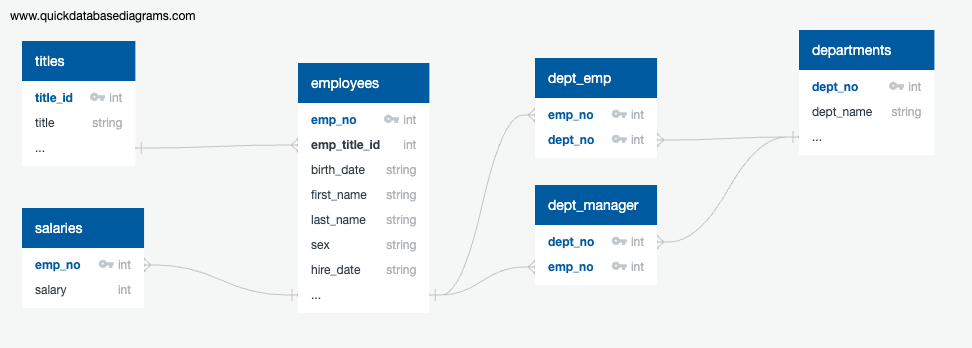 www.quickdatabasediagrams.com
titles
title_id int
title string
...
salaries
emp_no int
salary int
employees
emp_no int
emp_title_id int
birth_date string
first_name string
last_name string
sex string
hire_date string
...
dept_emp
emp_no int
dept_no int
dept_manager
dept_no int
emp_no int
departments
dept_no int
dept_name string
...